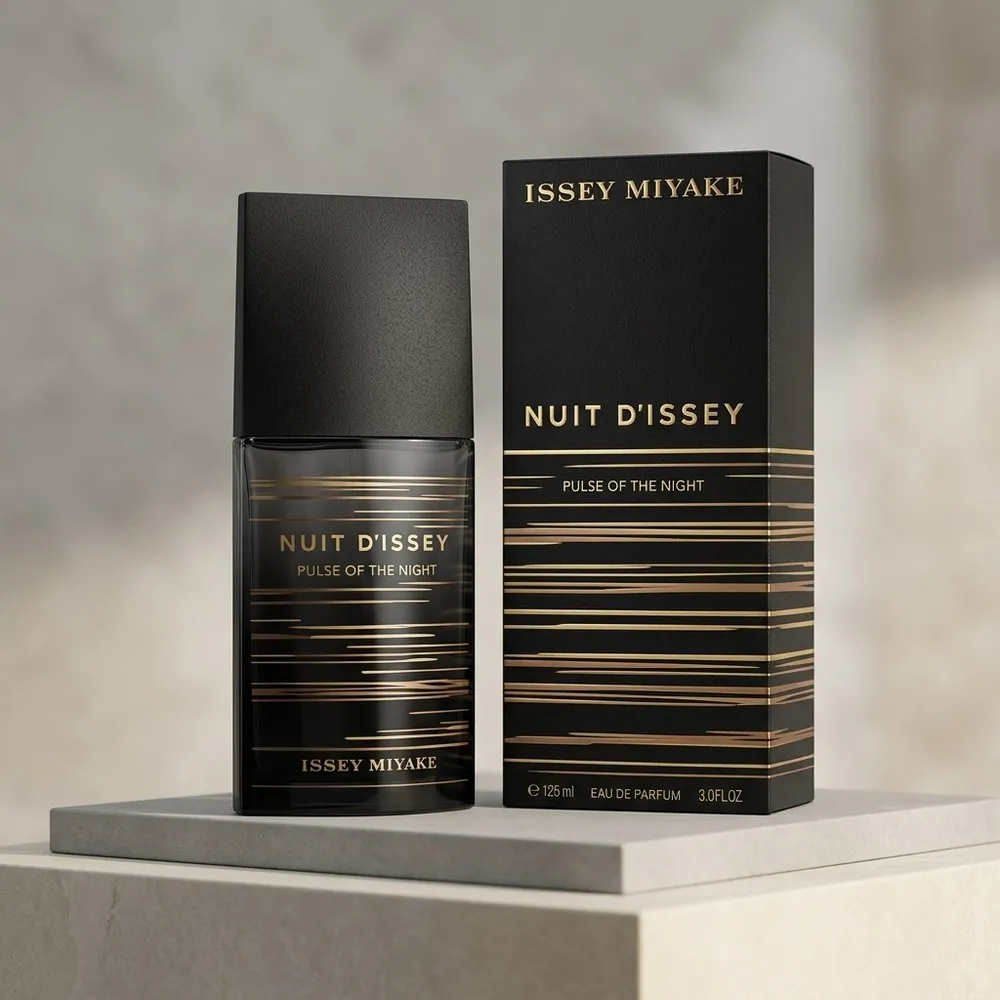 NUIT D'ISSEY
PULSE OF THE NIGHT
ISSEY MIYAKE
ISSEY MIYAKE
NUIT D'ISSEY
PULSE OF THE NIGHT
℮ 125 ml EAU DE PARFUM 3.0FLOZ